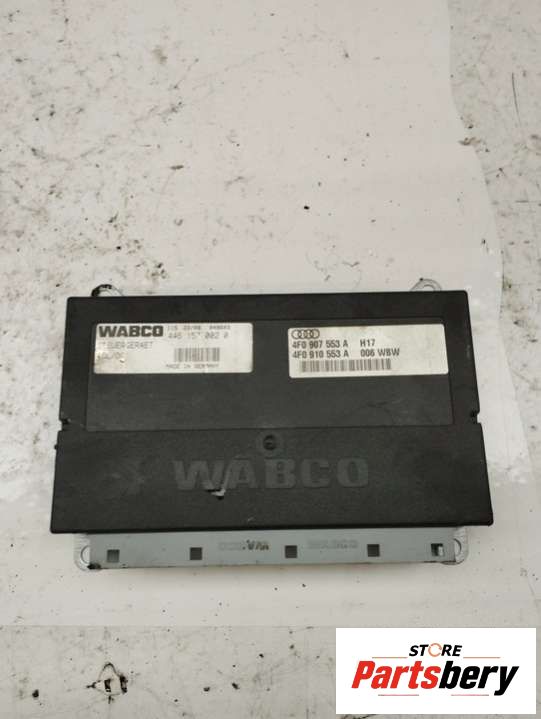 WABCO
446 157 002 0
MADE IN GERMANY
4F0 907 553 A H17
4F0 910 553 A 006 WBW
WABCO
WABCO
STORE
Partsbery